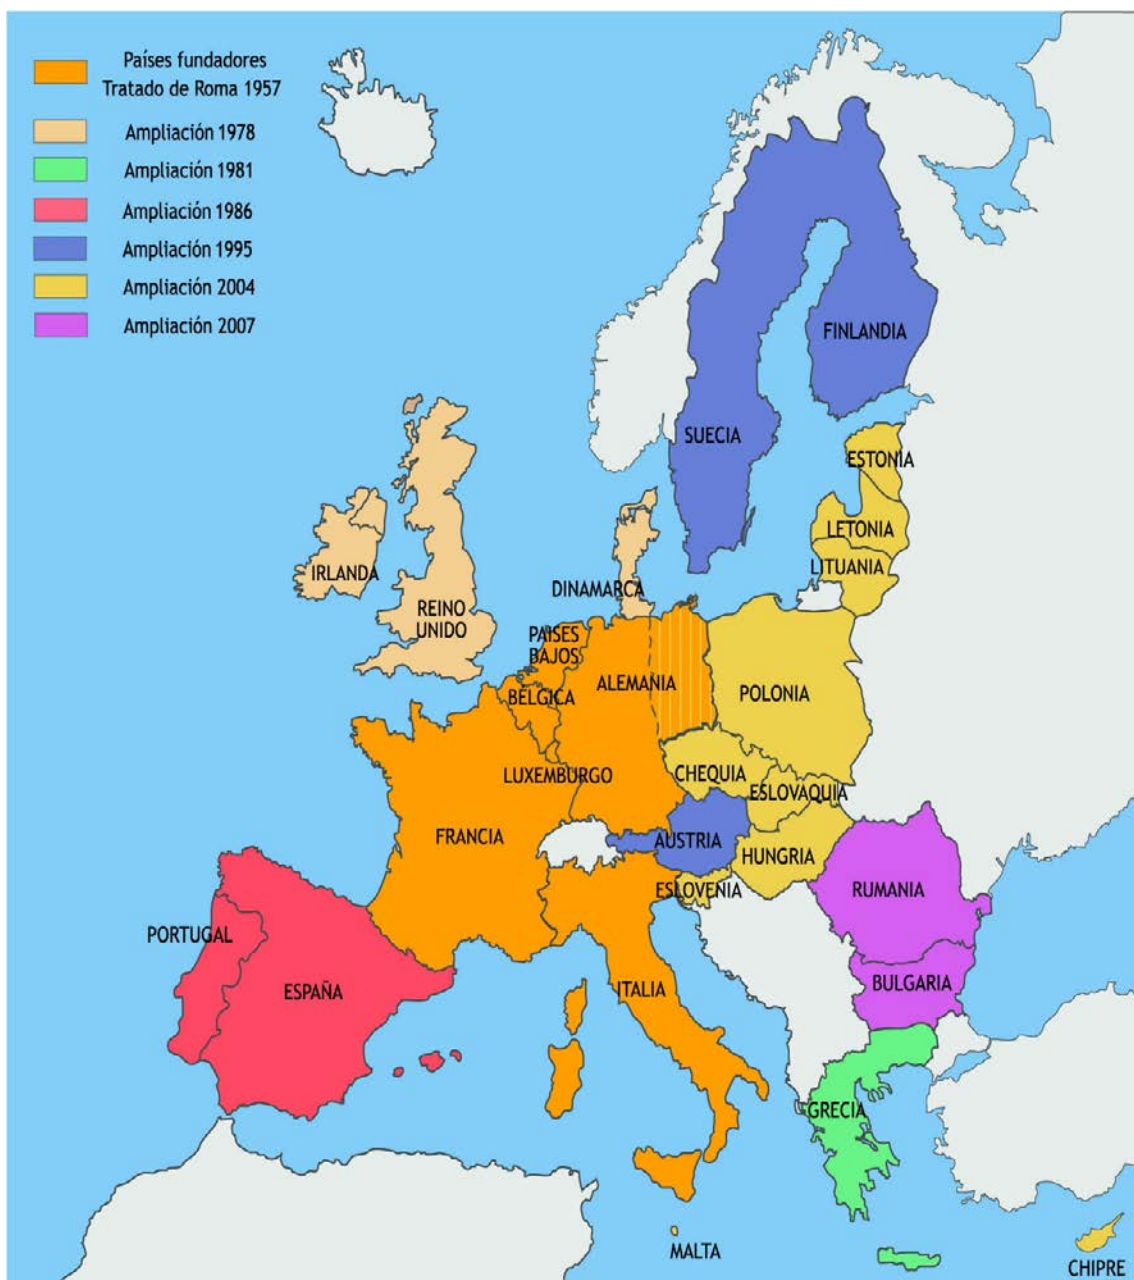 Países fundadores
Tratado de Roma 1957
Ampliación 1978
Ampliación 1981
Ampliación 1986
Ampliación 1995
Ampliación 2004
Ampliación 2007
FINLANDIA
SUECIA
ESTONIA
LETONIA
LITUANIA
IRLANDA
DINAMARCA
REINO
UNIDO
PAISES
BAJOS
ALEMANIA
BÉLGICA
POLONIA
LUXEMBURGO
CHEQUIA
ESLOVAQUIA
FRANCIA
AUSTRIA
HUNGRIA
ESLOVENIA
RUMANIA
PORTUGAL
ESPAÑA
ITALIA
BULGARIA
GRECIA
MALTA
CHIPRE